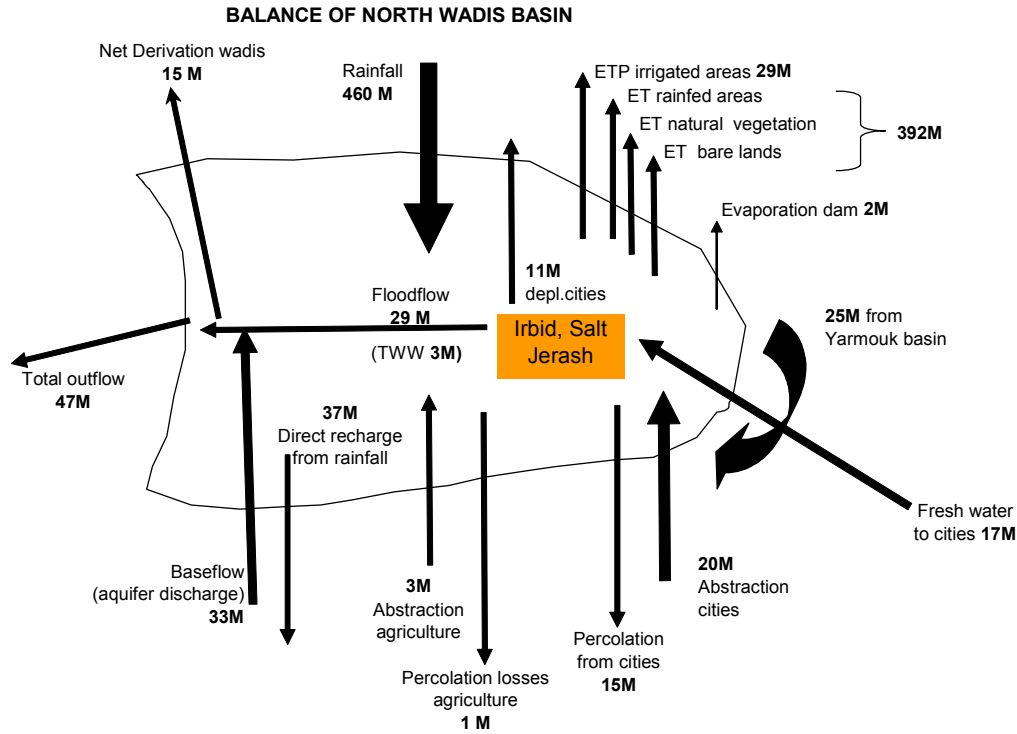 BALANCE OF NORTH WADIS BASIN
Net Derivation wadis
15 M
Rainfall
460 M
ETP irrigated areas 29M
ET rainfed areas
ET natural vegetation
ET bare lands
392M
Evaporation dam 2M
11M
depl.cities
Floodflow
29 M
(TWW 3M)
Irbid, Salt
Jerash
25M from
Yarmouk basin
Total outflow
47M
37M
Direct recharge
from rainfall
Fresh water
to cities 17M
Baseflow
(aquifer discharge)
33M
3M
Abstraction
agriculture
20M
Abstraction
cities
Percolation
from cities
15M
Percolation losses
agriculture
1 M